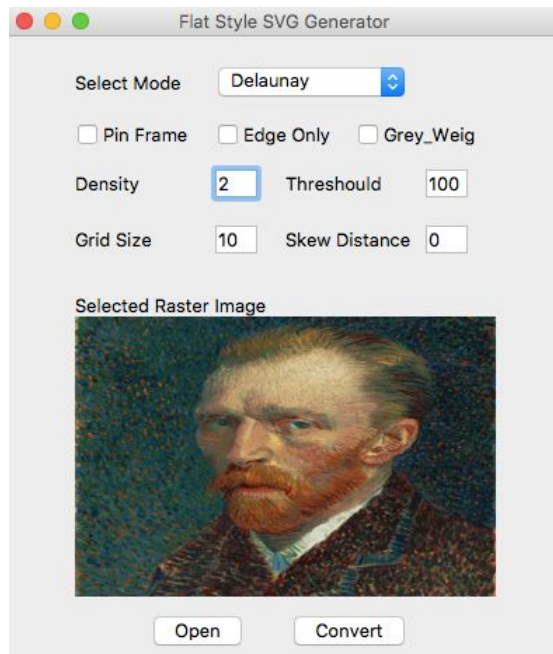 Flat Style SVG Generator
Select Mode Delaunay
Pin Frame Edge Only Grey_Weig
Density 2 Threshould 100
Grid Size 10 Skew Distance 0
Selected Raster Image
Open Convert